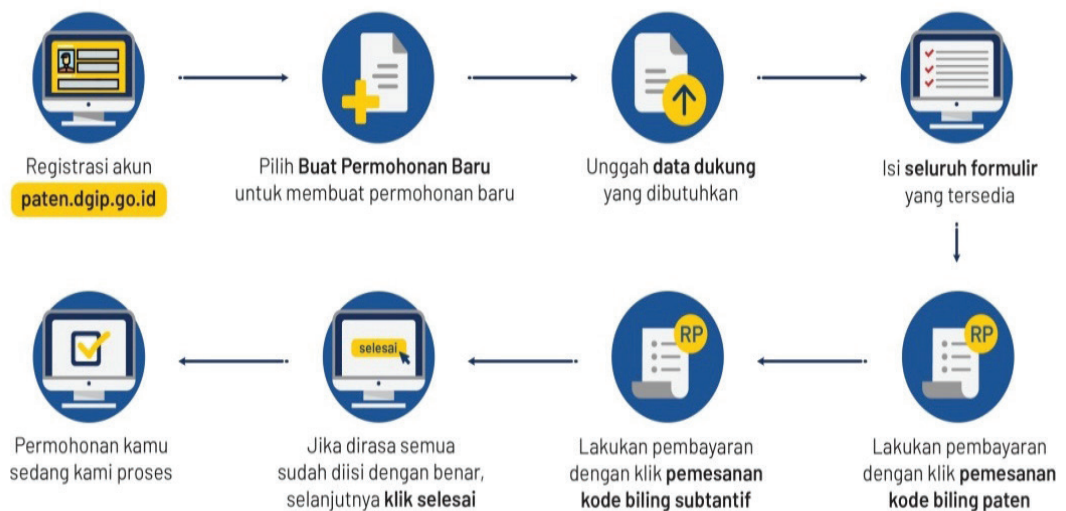 Registrasi akun
paten.dgip.go.id
Pilih Buat Permohonan Baru
untuk membuat permohonan baru
Unggah data dukung
yang dibutuhkan
Isi seluruh formulir
yang tersedia
RP
Lakukan pembayaran
dengan klik pemesanan
kode biling paten
RP
Lakukan pembayaran
dengan klik pemesanan
kode biling subtantif
selesai
Jika dirasa semua
sudah diisi dengan benar,
selanjutnya klik selesai
Permohonan kamu
sedang kami proses